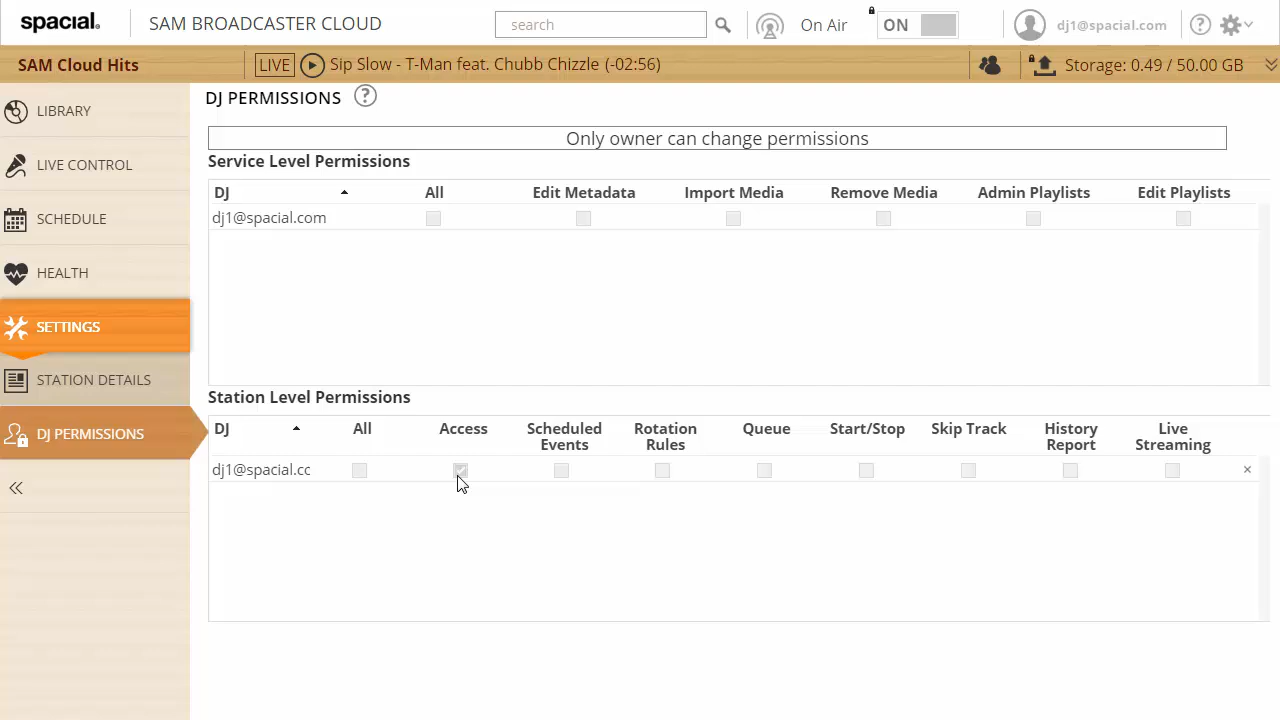 spacial.
SAM BROADCASTER CLOUD
search
On Air
ON
dj1@spacial.com
SAM Cloud Hits
LIVE
Sip Slow - T-Man feat. Chubb Chizzle (-02:56)
Storage: 0.49 / 50.00 GB
LIBRARY
LIVE CONTROL
SCHEDULE
HEALTH
SETTINGS
STATION DETAILS
DJ PERMISSIONS
DJ PERMISSIONS
Only owner can change permissions
Service Level Permissions
DJ All Edit Metadata Import Media Remove Media Admin Playlists Edit Playlists
dj1@spacial.com
Station Level Permissions
DJ All Access Scheduled Events Rotation Rules Queue Start/Stop Skip Track History Report Live Streaming
dj1@spacial.cc